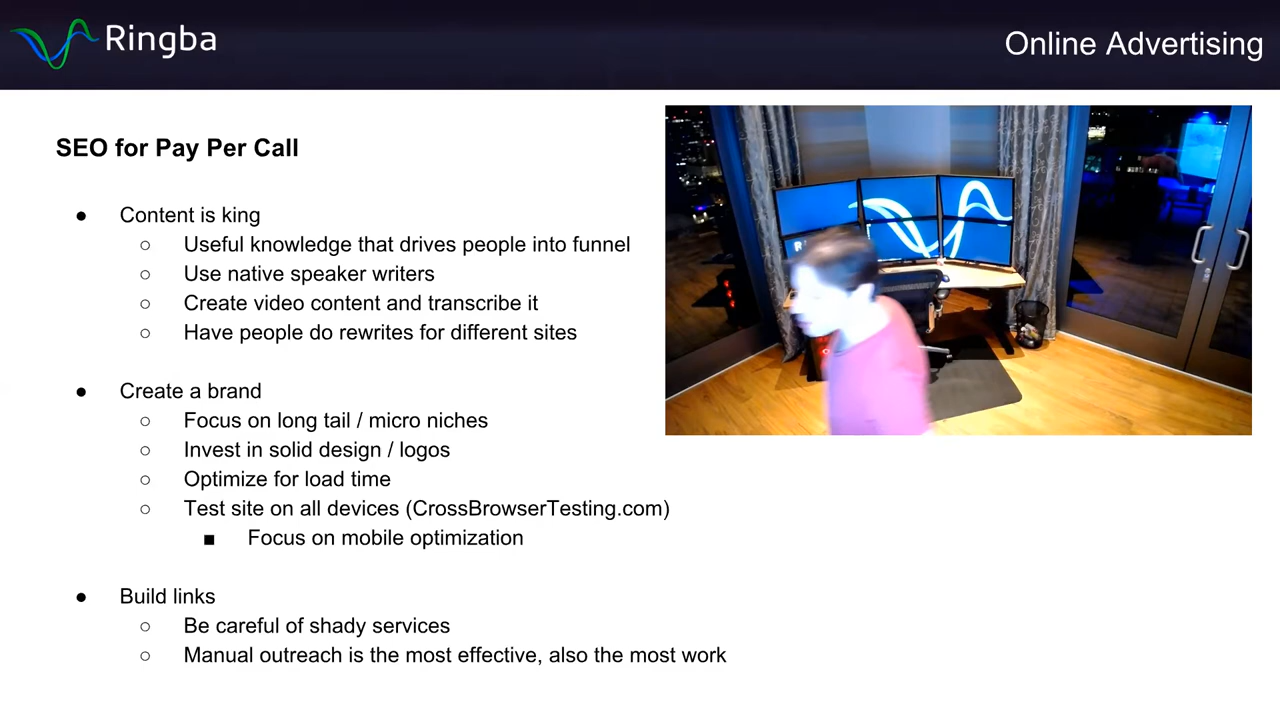 Ringba
Online Advertising
SEO for Pay Per Call
● Content is king
○ Useful knowledge that drives people into funnel
○ Use native speaker writers
○ Create video content and transcribe it
○ Have people do rewrites for different sites
● Create a brand
○ Focus on long tail / micro niches
○ Invest in solid design / logos
○ Optimize for load time
○ Test site on all devices (CrossBrowserTesting.com)
■ Focus on mobile optimization
● Build links
○ Be careful of shady services
○ Manual outreach is the most effective, also the most work